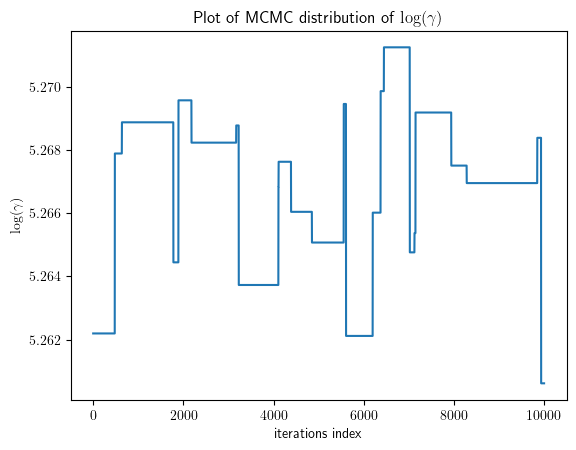 Plot of MCMC distribution of log(γ)
5.270
5.268
5.266
5.264
5.262
log(γ)
0 2000 4000 6000 8000 10000
iterations index